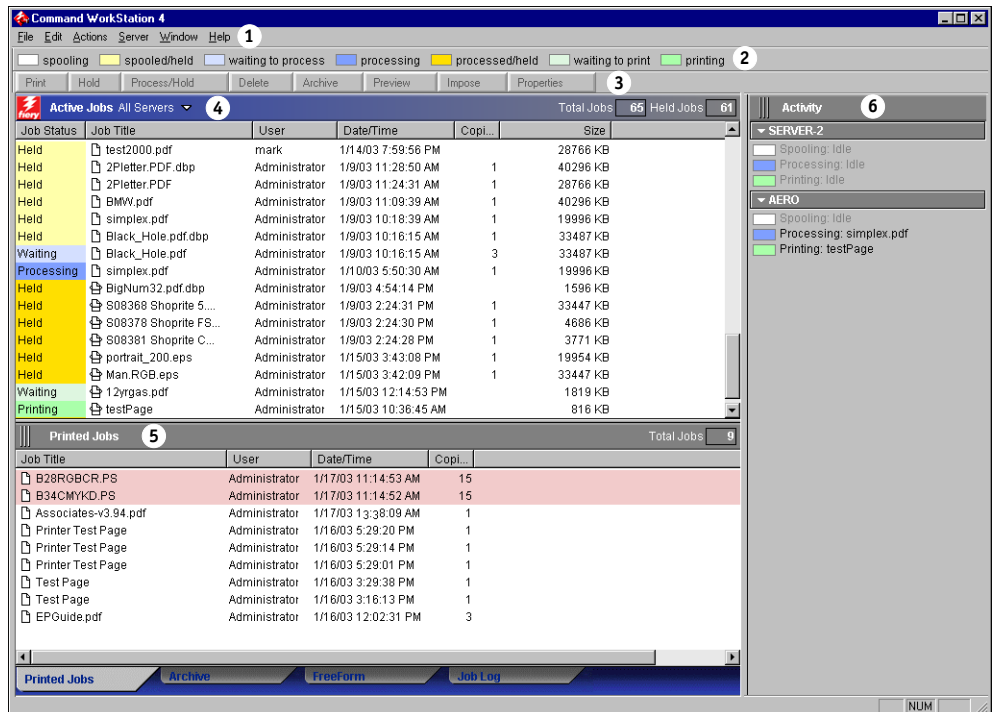 Command WorkStation 4
File Edit Actions Server Window Help 1
spooling spooled/held waiting to process processing processed/held waiting to print printing 2
Print Hold Process/Hold Delete Archive Preview Impose Properties 3
fiery Active Jobs All Servers 4 Total Jobs 65 Held Jobs 61
Job Status Job Title User Date/Time Copi... Size
Held test2000.pdf mark 1/14/03 7:59:56 PM 28766 KB
Held 2Pletter.PDF.dbp Administrator 1/9/03 11:28:50 AM 1 40296 KB
Held 2Pletter.PDF Administrator 1/9/03 11:24:31 AM 1 28766 KB
Held BMW.pdf Administrator 1/9/03 11:09:39 AM 1 40296 KB
Held simplex.pdf Administrator 1/9/03 10:18:39 AM 1 19996 KB
Held Black_Hole.pdf.dbp Administrator 1/9/03 10:16:15 AM 1 33487 KB
Waiting Black_Hole.pdf Administrator 1/9/03 10:16:15 AM 3 33487 KB
Processing simplex.pdf Administrator 1/10/03 5:50:30 AM 1 19996 KB
Held BigNum32.pdf.dbp Administrator 1/9/03 4:54:14 PM 1596 KB
Held S08368 Shoprite 5.... Administrator 1/9/03 2:24:31 PM 1 33447 KB
Held S08378 Shoprite FS... Administrator 1/9/03 2:24:30 PM 1 4686 KB
Held S08381 Shoprite C... Administrator 1/9/03 2:24:28 PM 1 3771 KB
Held portrait_200.eps Administrator 1/15/03 3:43:08 PM 1 19954 KB
Held Man.RGB.eps Administrator 1/15/03 3:42:09 PM 1 33447 KB
Waiting 12yrgas.pdf Administrator 1/15/03 12:14:53 PM 1819 KB
Printing testPage Administrator 1/15/03 10:36:45 AM 816 KB
Printed Jobs 5 Total Jobs 9
Job Title User Date/Time Copi...
B28RGBCR.PS Administrator 1/17/03 11:14:53 AM 15
B34CMYKD.PS Administrator 1/17/03 11:14:52 AM 15
Associates-v3.94.pdf Administrator 1/17/03 13:38:09 AM 1
Printer Test Page Administrator 1/16/03 5:29:20 PM 1
Printer Test Page Administrator 1/16/03 5:29:14 PM 1
Printer Test Page Administrator 1/16/03 5:29:01 PM 1
Test Page Administrator 1/16/03 3:29:38 PM 1
Test Page Administrator 1/16/03 3:16:13 PM 1
EPGuide.pdf Administrator 1/16/03 12:02:31 PM 3
Printed Jobs Archive FreeForm Job Log
Activity 6
SERVER-2
Spooling: Idle
Processing: Idle
Printing: Idle
AERO
Spooling: Idle
Processing: simplex.pdf
Printing: testPage
NUM